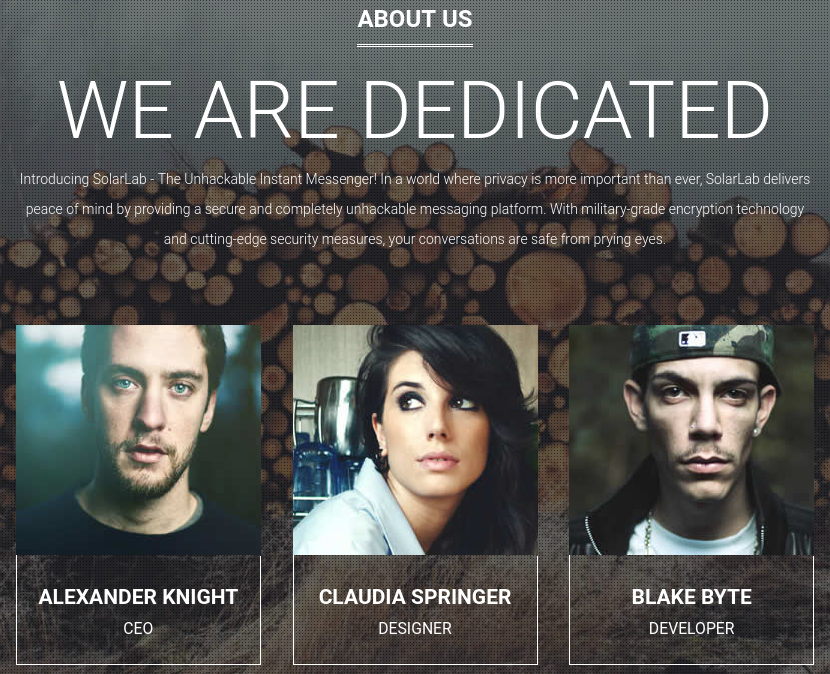 ABOUT US
WE ARE DEDICATED
Introducing SolarLab - The Unhackable Instant Messenger! In a world where privacy is more important than ever, SolarLab delivers
peace of mind by providing a secure and completely unhackable messaging platform. With military-grade encryption technology
and cutting-edge security measures, your conversations are safe from prying eyes.
ALEXANDER KNIGHT
CEO
CLAUDIA SPRINGER
DESIGNER
BLAKE BYTE
DEVELOPER